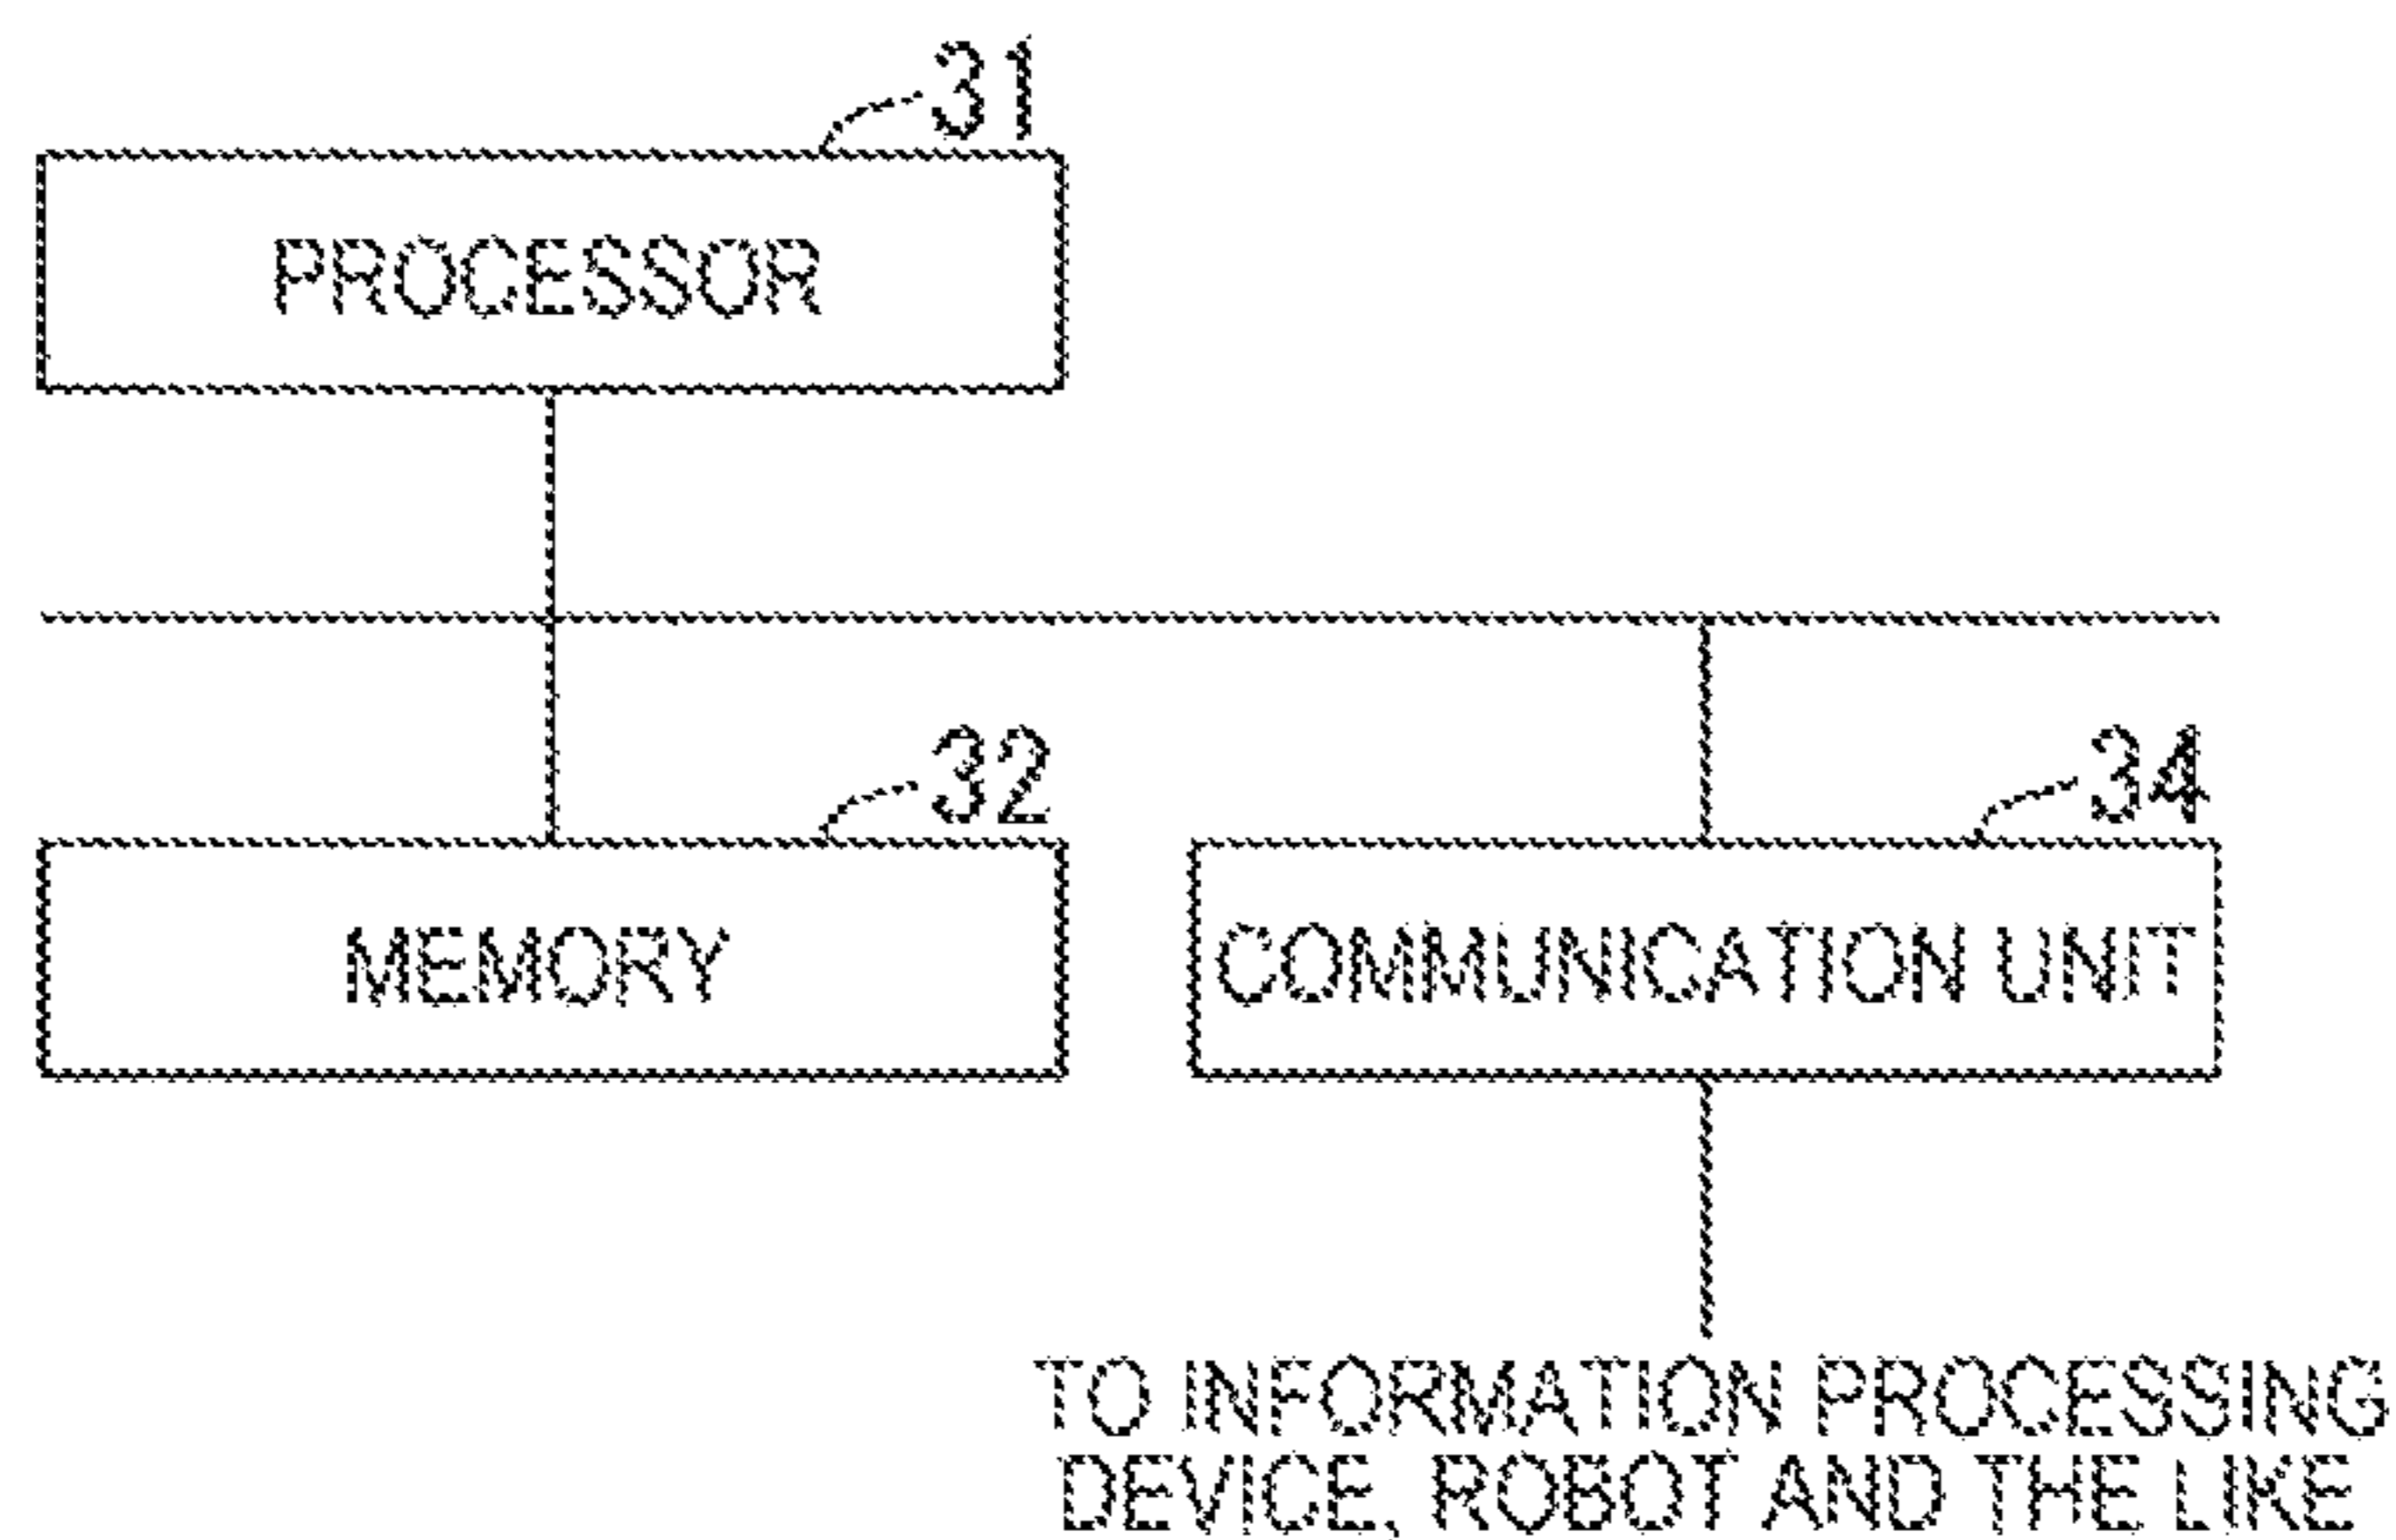 31
PROCESSOR
32
34
MEMORY
COMMUNICATION UNIT
TO INFORMATION PROCESSING
DEVICE, ROBOT AND THE LIKE